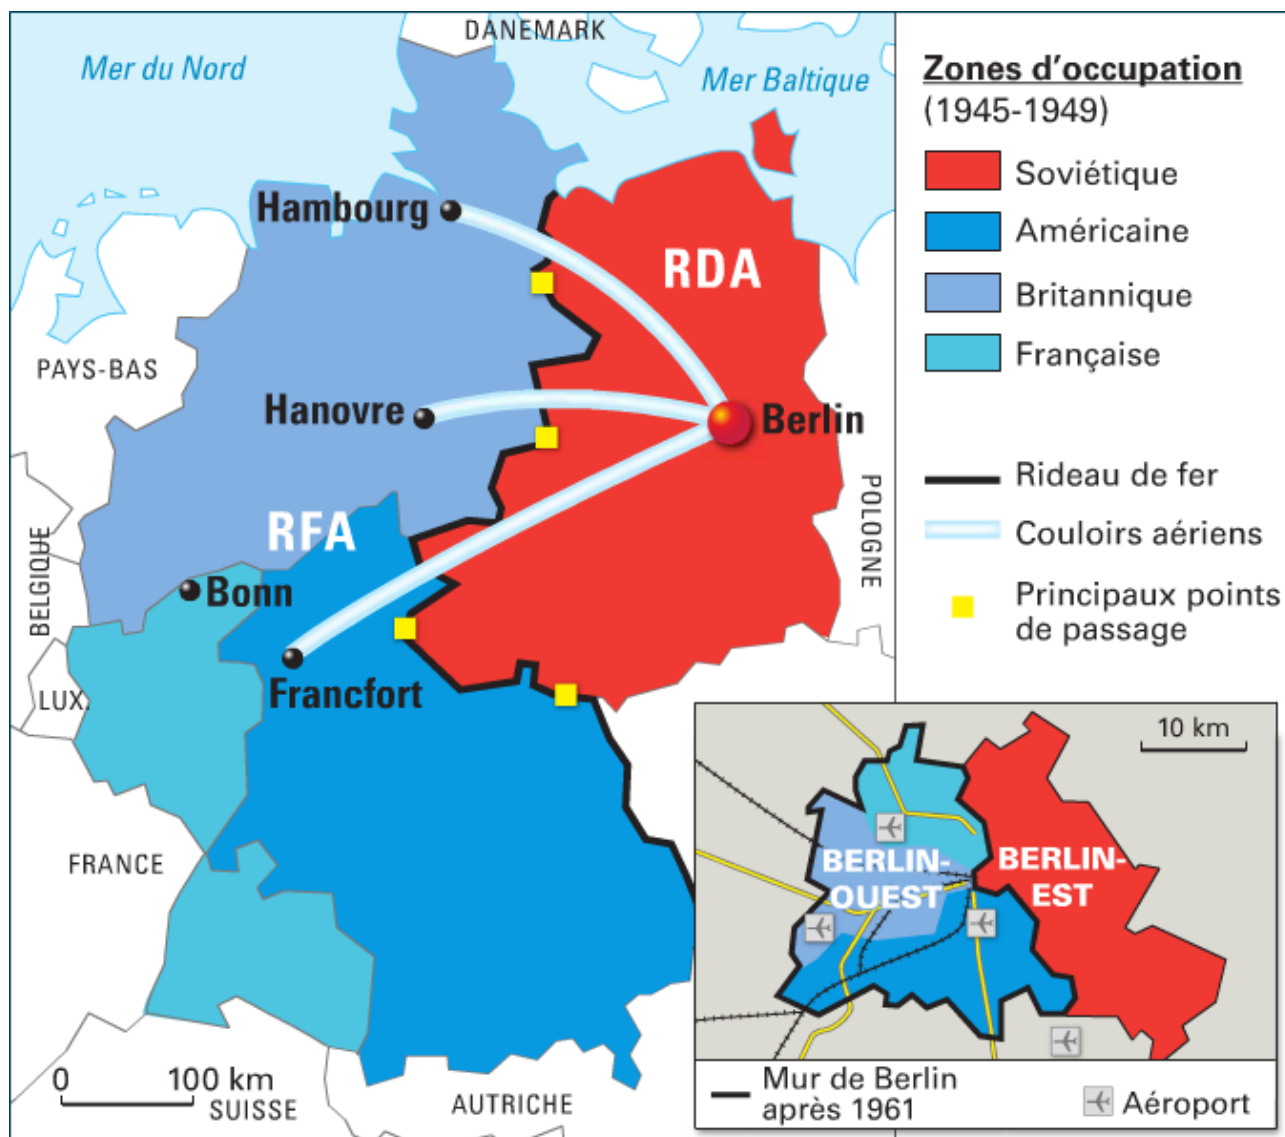 DANEMARK
Mer du Nord
Mer Baltique
Hambourg
RDA
PAYS-BAS
Hanovre
Berlin
POLOGNE
BELGIQUE
RFA
Bonn
LUX.
Francfort
FRANCE
0 100 km
SUISSE
AUTRICHE
Zones d'occupation
(1945-1949)
Soviétique
Américaine
Britannique
Française
Rideau de fer
Couloirs aériens
Principaux points
de passage
10 km
BERLIN-
OUEST
BERLIN-
EST
Mur de Berlin
après 1961
Aéroport